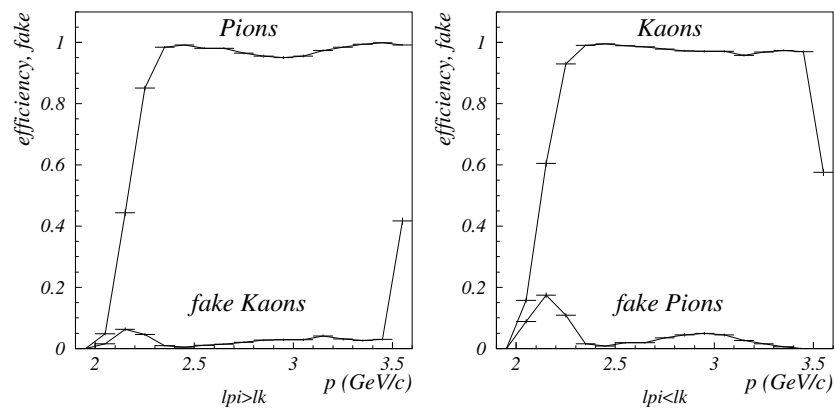 efficiency, fake
Pions
1
0.8
0.6
0.4
0.2
0
fake Kaons
2 2.5 3 3.5
p (GeV/c)
lpi>lk
efficiency, fake
Kaons
1
0.8
0.6
0.4
0.2
0
fake Pions
2 2.5 3 3.5
p (GeV/c)
lpi<lk